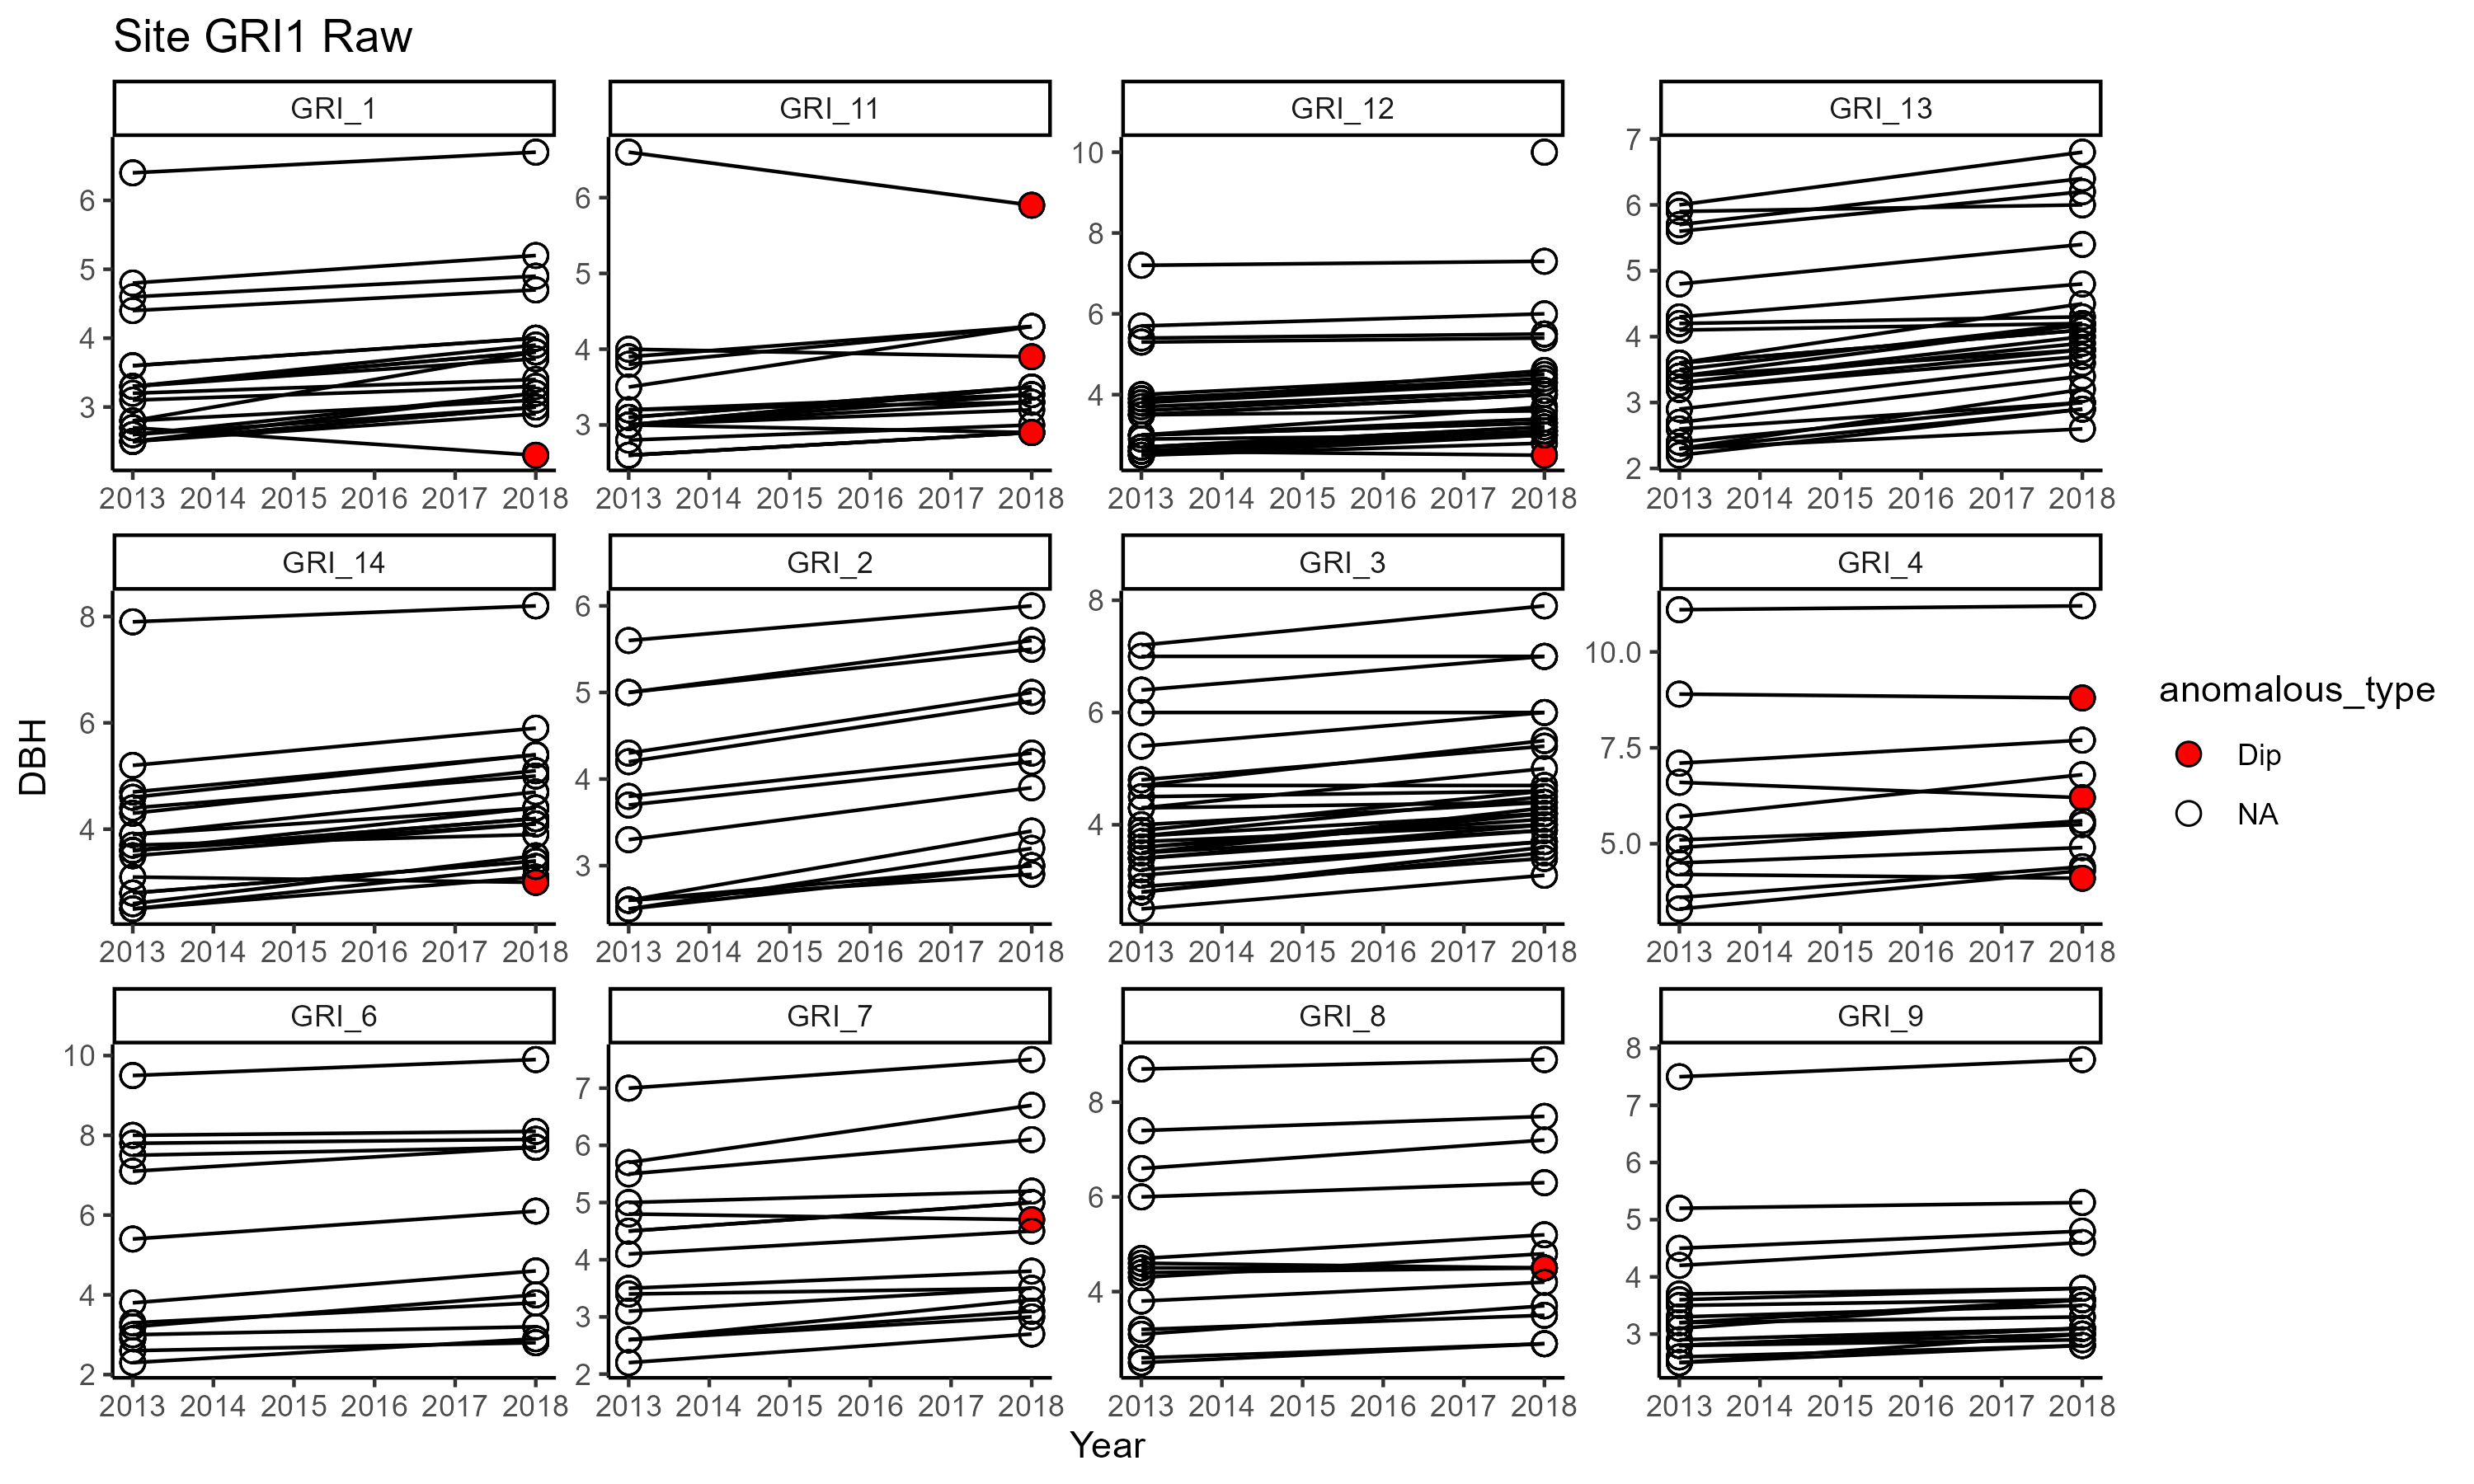 Site GRI1 Raw
GRI_1 GRI_11 GRI_12 GRI_13
6 5 4 3
6 5 4 3
10 8 6 4
7 6 5 4 3 2
2013 2014 2015 2016 2017 2018 2013 2014 2015 2016 2017 2018 2013 2014 2015 2016 2017 2018 2013 2014 2015 2016 2017 2018
GRI_14 GRI_2 GRI_3 GRI_4
8 6 4
6 5 4 3
8 6 4
10.0 7.5 5.0
2013 2014 2015 2016 2017 2018 2013 2014 2015 2016 2017 2018 2013 2014 2015 2016 2017 2018 2013 2014 2015 2016 2017 2018
GRI_6 GRI_7 GRI_8 GRI_9
10 8 6 4 2
7 6 5 4 3 2
8 6 4
8 7 6 5 4 3
2013 2014 2015 2016 2017 2018 2013 2014 2015 2016 2017 2018 2013 2014 2015 2016 2017 2018 2013 2014 2015 2016 2017 2018
DBH
Year
anomalous_type
Dip
NA